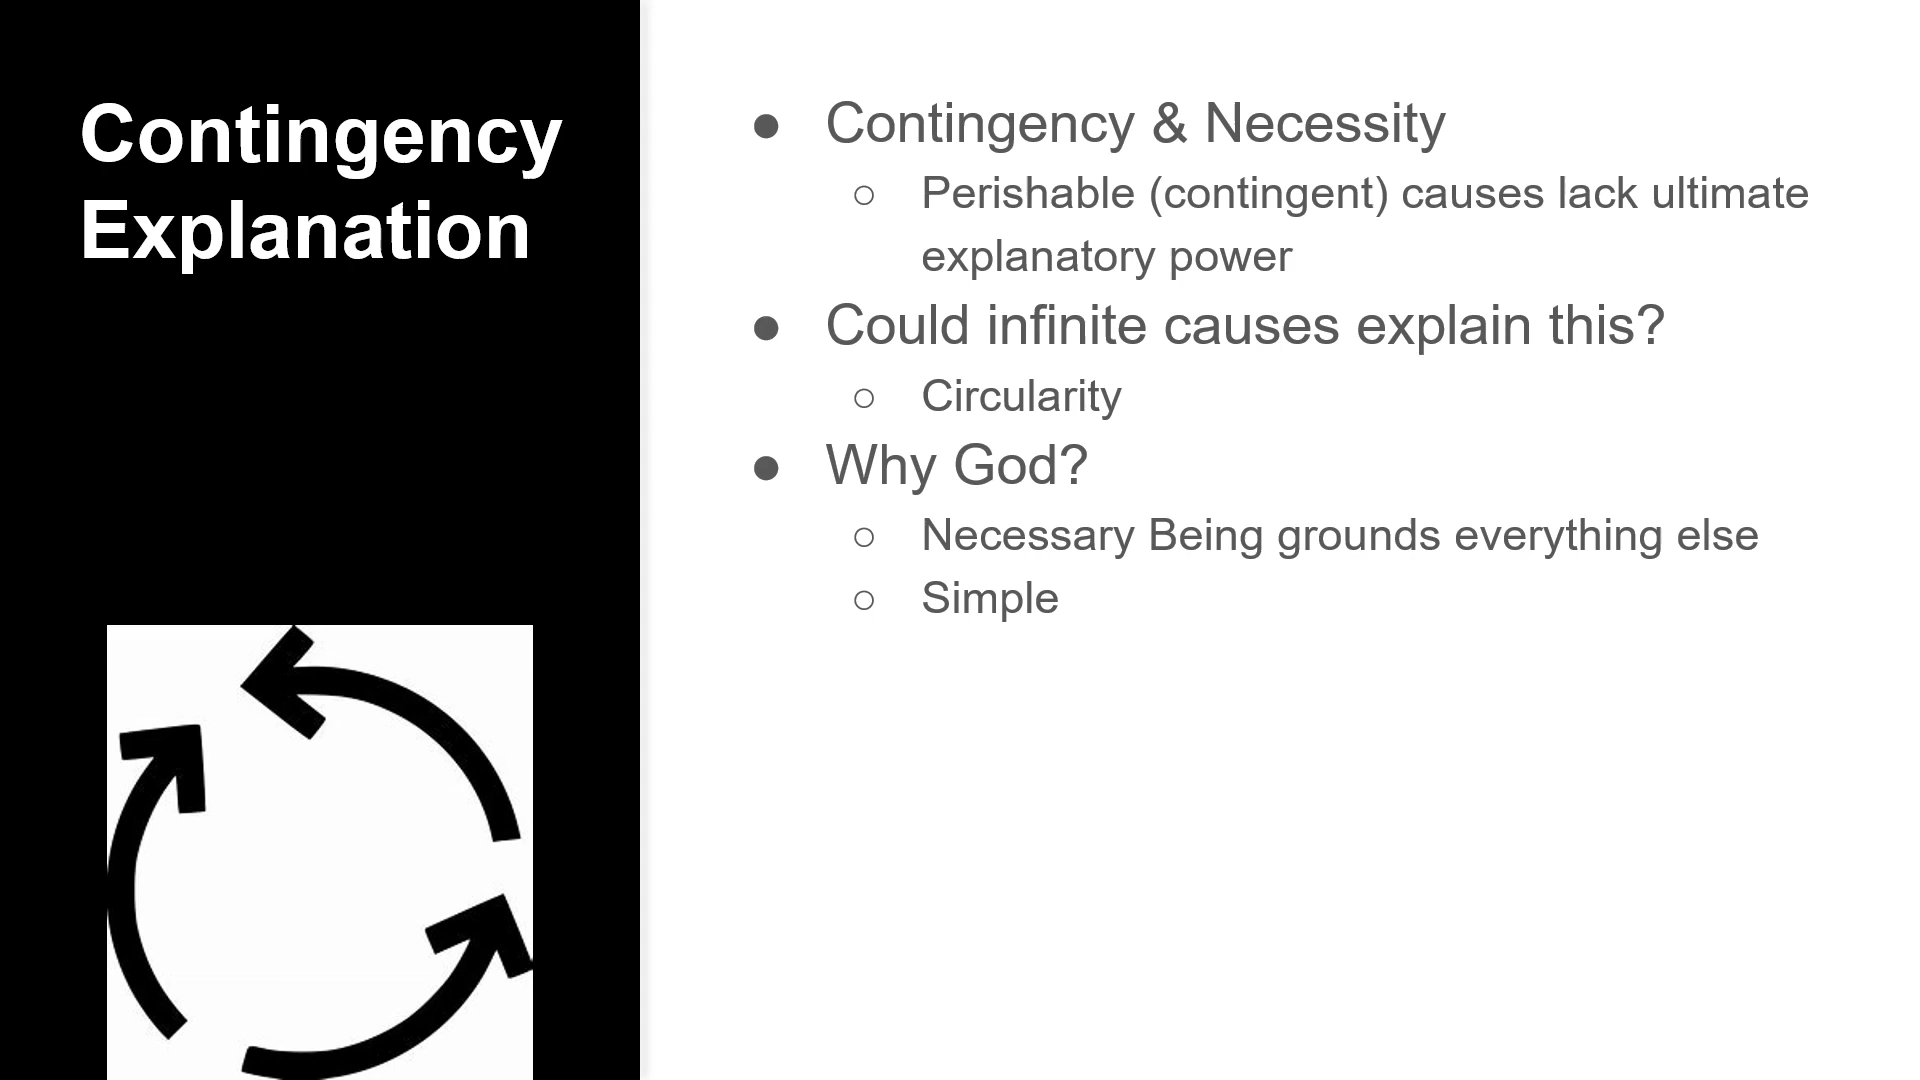 Contingency
Explanation
● Contingency & Necessity
○ Perishable (contingent) causes lack ultimate
explanatory power
● Could infinite causes explain this?
○ Circularity
● Why God?
○ Necessary Being grounds everything else
○ Simple